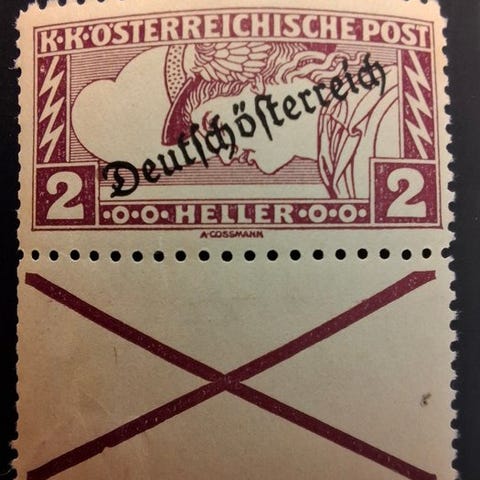 K·K·ÖSTERREICHISCHE POST
Deutschösterreich
2 HELLER 2
A·COSSMANN